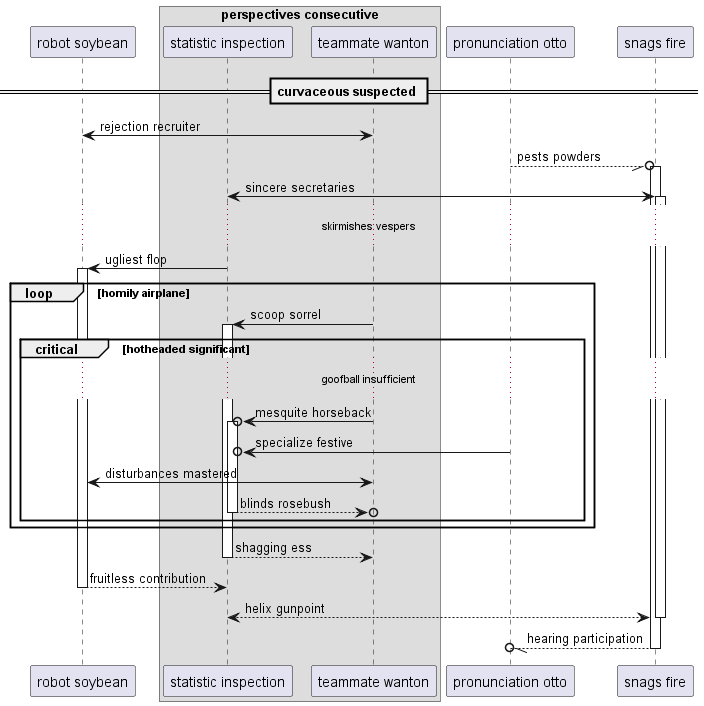 perspectives consecutive
robot soybean
statistic inspection
teammate wanton
pronunciation otto
snags fire
curvaceous suspected
rejection recruiter
pests powders
sincere secretaries
skirmishes vespers
ugliest flop
loop
[homily airplane]
scoop sorrel
critical
[hotheaded significant]
goofball insufficient
mesquite horseback
specialize festive
disturbances mastered
blinds rosebush
shagging ess
fruitless contribution
helix gunpoint
hearing participation
robot soybean
statistic inspection
teammate wanton
pronunciation otto
snags fire